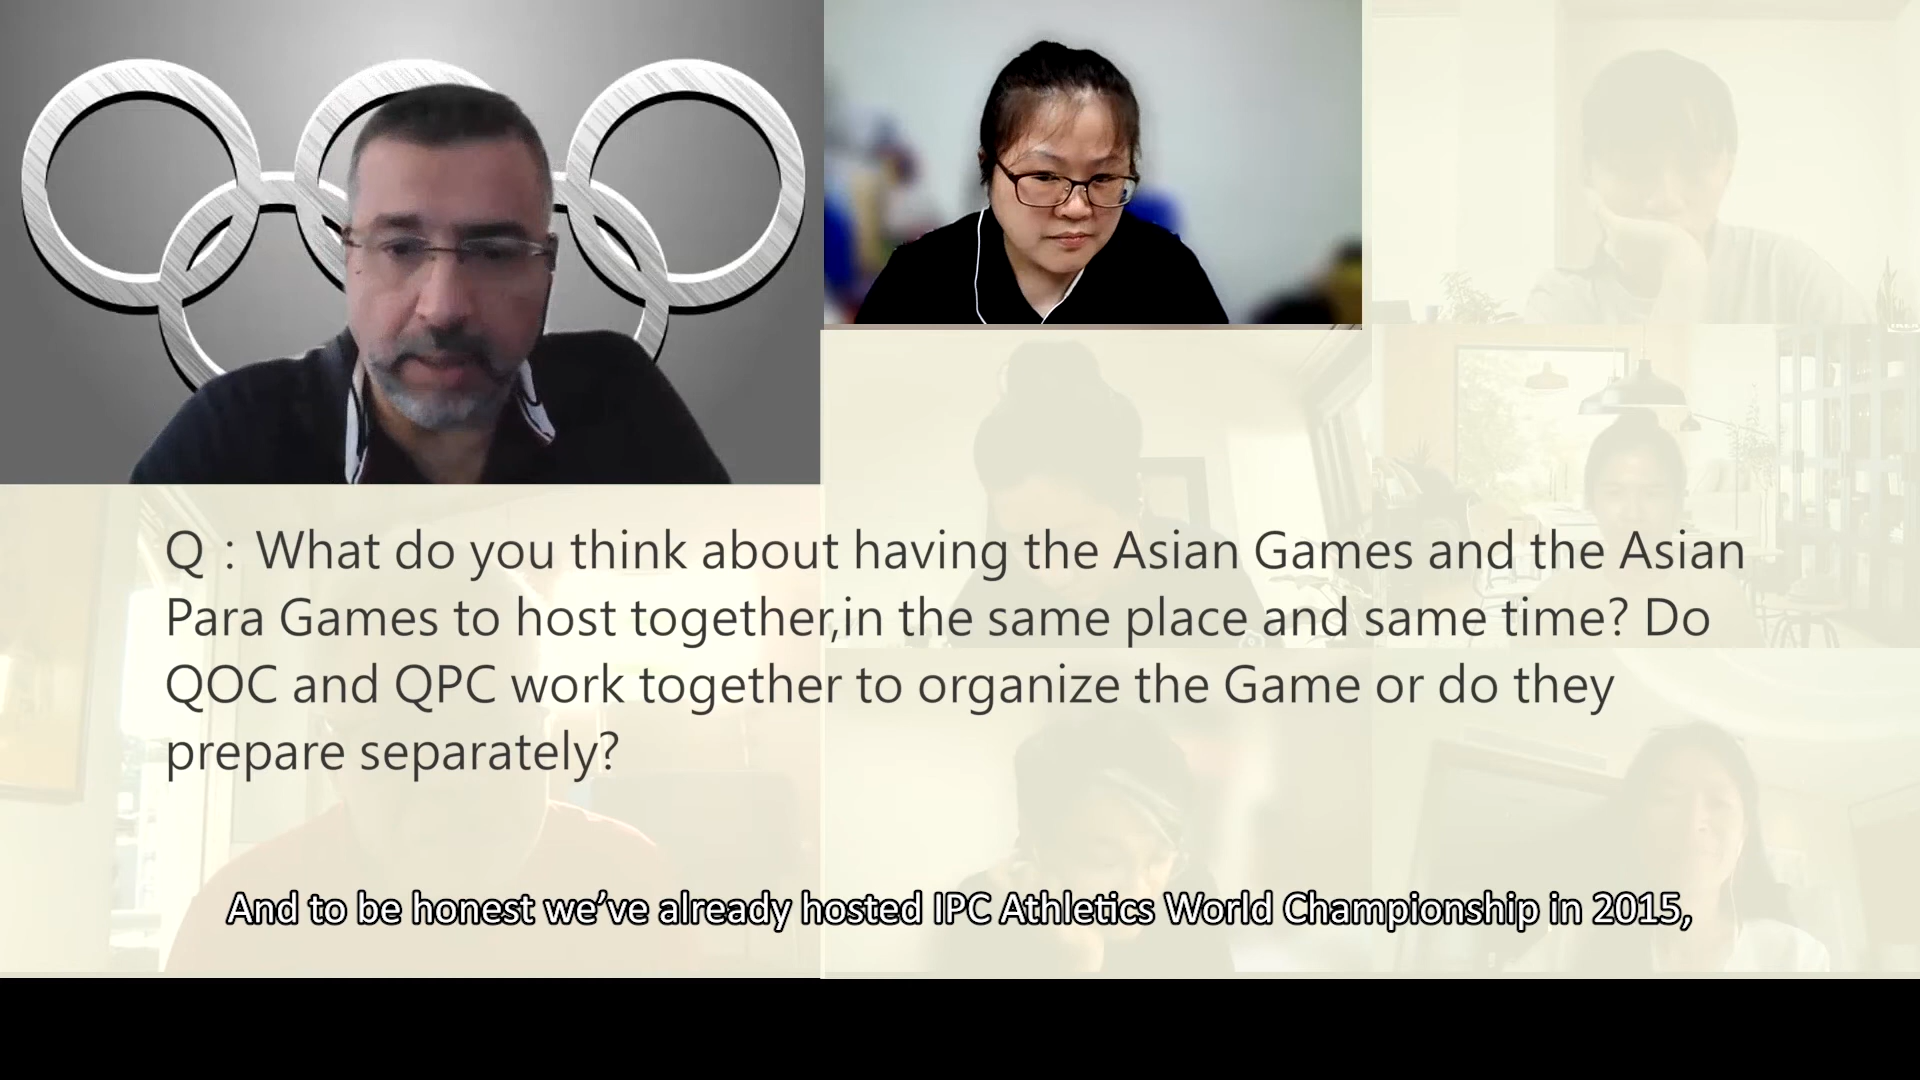 Q : What do you think about having the Asian Games and the Asian
Para Games to host together,in the same place and same time? Do
QOC and QPC work together to organize the Game or do they
prepare separately?
And to be honest we’ve already hosted IPC Athletics World Championship in 2015,